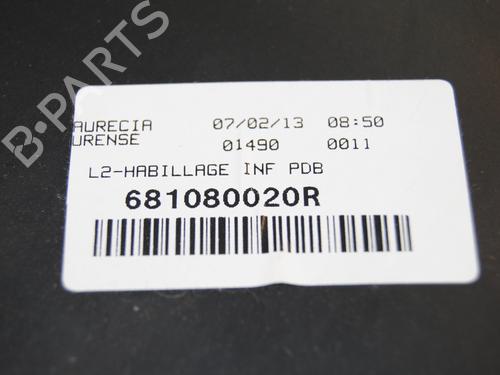 AURECIA 07/02/13 08:50
URENSE 01490 0011
L2-HABILLAGE INF PDB
681080020R
B-PARTS